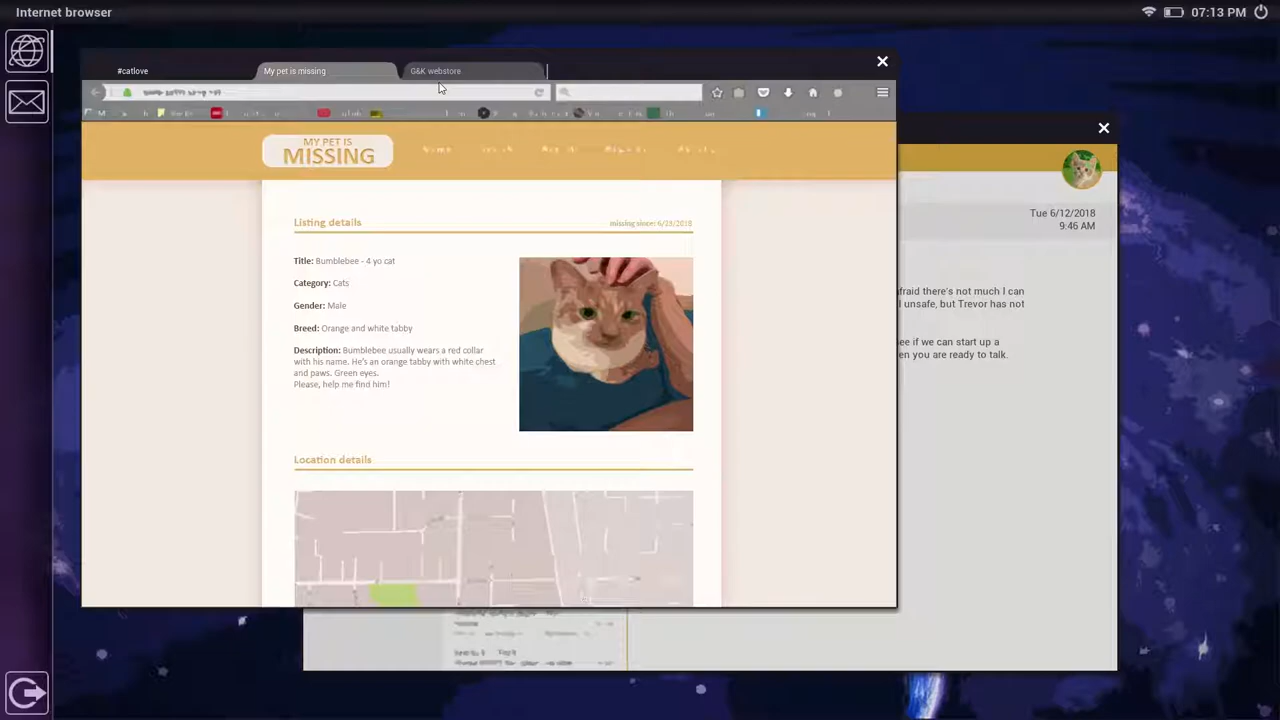 Internet browser
07:13 PM
#catlove
My pet is missing
G&K webstore
MY PET IS
MISSING
Listing details
missing since: 6/23/2018
Title: Bumblebee - 4 yo cat
Category: Cats
Gender: Male
Breed: Orange and white tabby
Description: Bumblebee usually wears a red collar
with his name. He's an orange tabby with white chest
and paws. Green eyes.
Please, help me find him!
Location details
Tue 6/12/2018
9:46 AM
afraid there's not much I can
unsafe, but Trevor has not
see if we can start up a
en you are ready to talk.